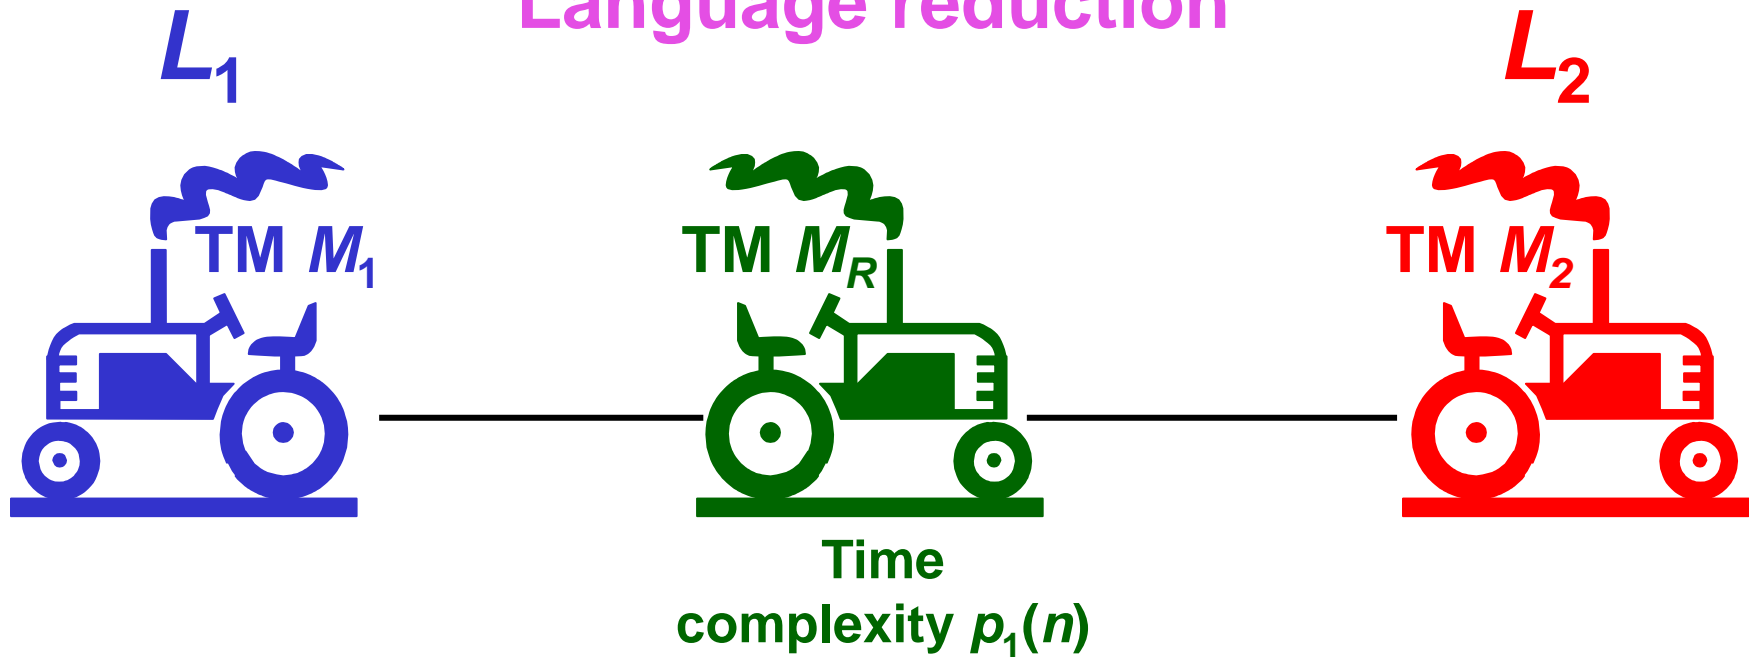 Language reduction
L1
L2
TM M1
TM MR
TM M2
Time
complexity p1(n)